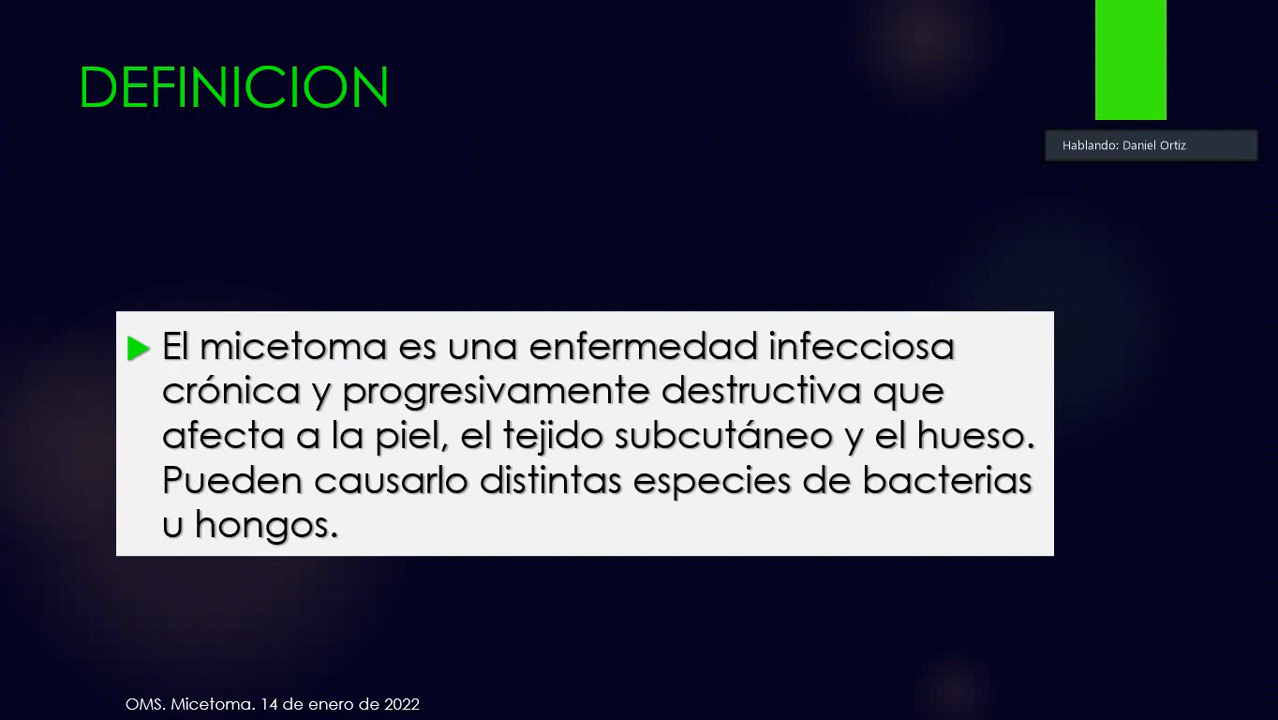 DEFINICION
Hablando: Daniel Ortiz
El micetoma es una enfermedad infecciosa
crónica y progresivamente destructiva que
afecta a la piel, el tejido subcutáneo y el hueso.
Pueden causarlo distintas especies de bacterias
u hongos.
OMS. Micetoma. 14 de enero de 2022